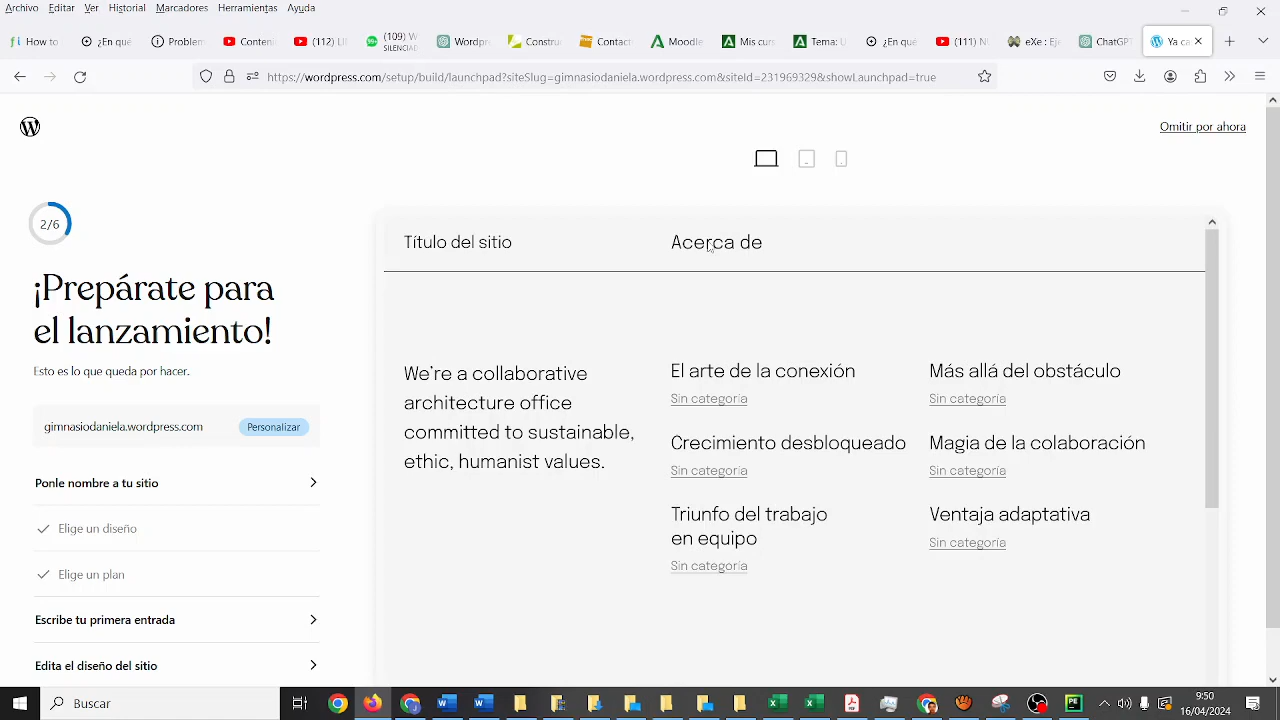 Archivo Editar Ver Historial Marcadores Herramientas Ayuda
How to
¿En qué
Problem
Conten
(112) U
(109) W
SILENCIAD
Wordpr
Constru
Contact
Moodle
Mis curs
Tema: U
¿En qué
(111) N
eXe : Eje
ChatGPT
Ya ca
https://wordpress.com/setup/build/launchpad?siteSlug=gimnasiodaniela.wordpress.com&siteId=231969329&showLaunchpad=true
Omitir por ahora
2/6
¡Prepárate para
el lanzamiento!
Esto es lo que queda por hacer.
gimnasiodaniela.wordpress.com Personalizar
Ponle nombre a tu sitio
Elige un diseño
Elige un plan
Escribe tu primera entrada
Edita el diseño del sitio
Título del sitio
Acerca de
We're a collaborative
architecture office
committed to sustainable,
ethic, humanist values.
El arte de la conexión
Sin categoría
Crecimiento desbloqueado
Sin categoría
Triunfo del trabajo
en equipo
Sin categoría
Más allá del obstáculo
Sin categoría
Magia de la colaboración
Sin categoría
Ventaja adaptativa
Sin categoría
Buscar
9:50
16/04/2024